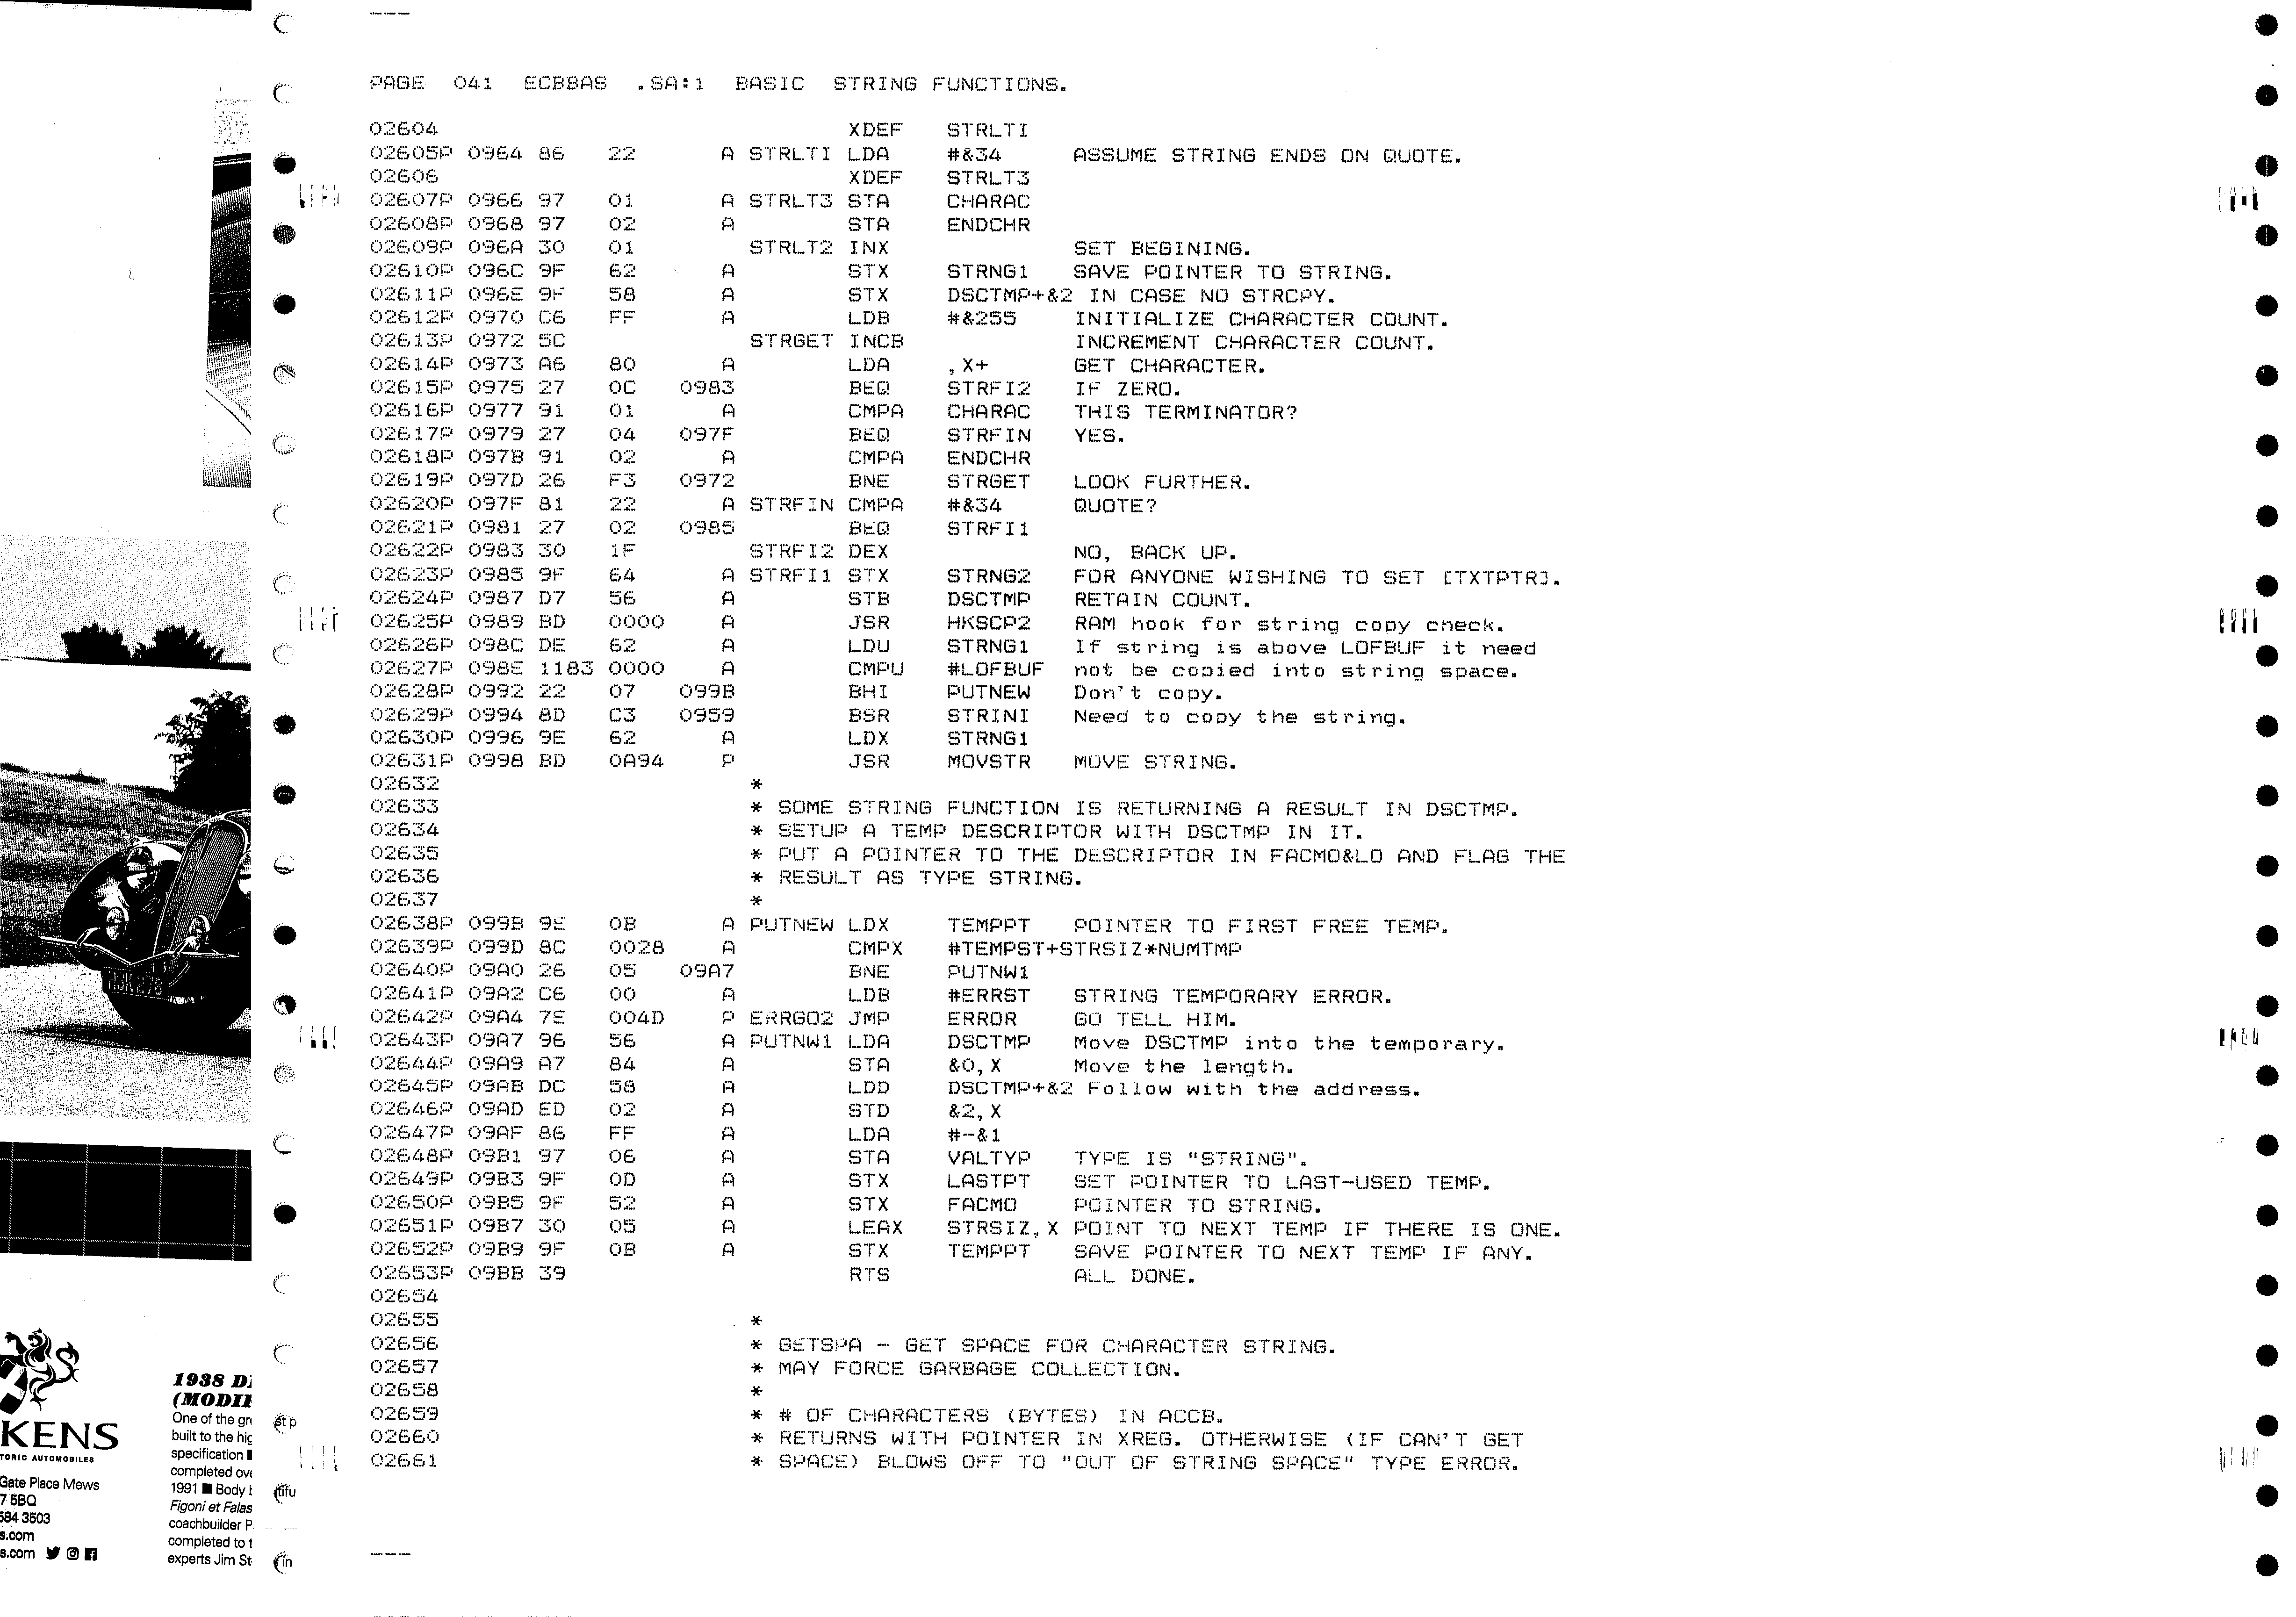 PAGE 041 ECBBAS .SA:1 BASIC STRING FUNCTIONS.
02604 XDEF STRLTI
02605P 0964 86 22 A STRLTI LDA #&34 ASSUME STRING ENDS ON QUOTE.
02606 XDEF STRLT3
02607P 0966 97 01 A STRLT3 STA CHARAC
02608P 0968 97 02 A STA ENDCHR
02609P 096A 30 01 STRLT2 INX SET BEGINING.
02610P 096C 9F 62 A STX STRNG1 SAVE POINTER TO STRING.
02611P 096E 9F 58 A STX DSCTMP+&2 IN CASE NO STRCPY.
02612P 0970 C6 FF A LDB #&255 INITIALIZE CHARACTER COUNT.
02613P 0972 5C STRGET INCB INCREMENT CHARACTER COUNT.
02614P 0973 A6 80 A LDA ,X+ GET CHARACTER.
02615P 0975 27 0C 0983 BEQ STRFI2 IF ZERO.
02616P 0977 91 01 A CMPA CHARAC THIS TERMINATOR?
02617P 0979 27 04 097F BEQ STRFIN YES.
02618P 097B 91 02 A CMPA ENDCHR
02619P 097D 26 F3 0972 BNE STRGET LOOK FURTHER.
02620P 097F 81 22 A STRFIN CMPA #&34 QUOTE?
02621P 0981 27 02 0985 BEQ STRFI1
02622P 0983 30 1F STRFI2 DEX NO, BACK UP.
02623P 0985 9F 64 A STRFI1 STX STRNG2 FOR ANYONE WISHING TO SET [TXTPTR].
02624P 0987 D7 56 A STB DSCTMP RETAIN COUNT.
02625P 0989 BD 0000 A JSR HKSCP2 RAM hook for string copy check.
02626P 098C DE 62 A LDU STRNG1 If string is above LOFBUF it need
02627P 098E 1183 0000 A CMPU #LOFBUF not be copied into string space.
02628P 0992 22 07 099B BHI PUTNEW Don't copy.
02629P 0994 8D C3 0959 BSR STRINI Need to copy the string.
02630P 0996 9E 62 A LDX STRNG1
02631P 0998 BD 0A94 P JSR MOVSTR MOVE STRING.
02632 *
02633 * SOME STRING FUNCTION IS RETURNING A RESULT IN DSCTMP.
02634 * SETUP A TEMP DESCRIPTOR WITH DSCTMP IN IT.
02635 * PUT A POINTER TO THE DESCRIPTOR IN FACMO&LO AND FLAG THE
02636 * RESULT AS TYPE STRING.
02637 *
02638P 099B 9E 0B A PUTNEW LDX TEMPPT POINTER TO FIRST FREE TEMP.
02639P 099D 8C 0028 A CMPX #TEMPST+STRSIZ*NUMTMP
02640P 09A0 26 05 09A7 BNE PUTNW1
02641P 09A2 C6 00 A LDB #ERRST STRING TEMPORARY ERROR.
02642P 09A4 7E 004D P ERRGO2 JMP ERROR GO TELL HIM.
02643P 09A7 96 56 A PUTNW1 LDA DSCTMP Move DSCTMP into the temporary.
02644P 09A9 A7 84 A STA &0,X Move the length.
02645P 09AB DC 58 A LDD DSCTMP+&2 Follow with the address.
02646P 09AD ED 02 A STD &2,X
02647P 09AF 86 FF A LDA #-&1
02648P 09B1 97 06 A STA VALTYP TYPE IS "STRING".
02649P 09B3 9F 0D A STX LASTPT SET POINTER TO LAST-USED TEMP.
02650P 09B5 9F 52 A STX FACMO POINTER TO STRING.
02651P 09B7 30 05 A LEAX STRSIZ,X POINT TO NEXT TEMP IF THERE IS ONE.
02652P 09B9 9F 0B A STX TEMPPT SAVE POINTER TO NEXT TEMP IF ANY.
02653P 09BB 39 RTS ALL DONE.
02654
02655 *
02656 * GETSPA - GET SPACE FOR CHARACTER STRING.
02657 * MAY FORCE GARBAGE COLLECTION.
02658 *
02659 * # OF CHARACTERS (BYTES) IN ACCB.
02660 * RETURNS WITH POINTER IN XREG. OTHERWISE (IF CAN'T GET
02661 * SPACE) BLOWS OFF TO "OUT OF STRING SPACE" TYPE ERROR.
KENS
TORIC AUTOMOBILES
Gate Place Mews
7 5BQ
584 3503
s.com
s.com
1938 D
(MODIF
One of the gr
built to the hig
specification ■
completed ove
1991 ■ Body b
Figoni et Falas
coachbuilder P
completed to t
experts Jim St